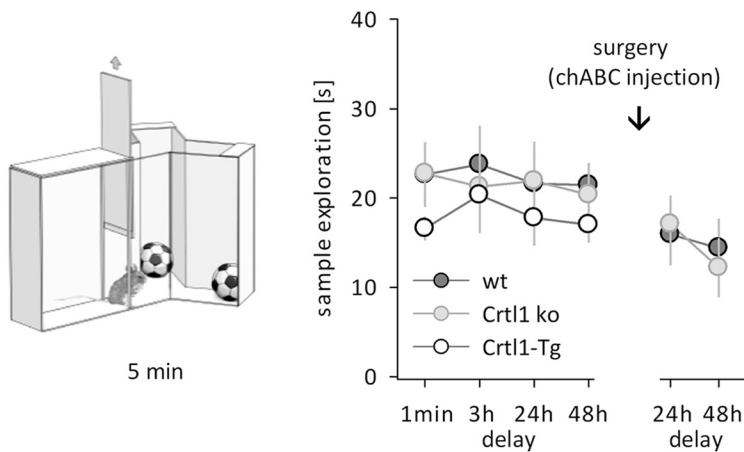 5 min
sample exploration [s]
40
30
20
10
0
surgery
(chABC injection)
wt
Crtl1 ko
Crtl1-Tg
1min 3h 24h 48h
delay
24h 48h
delay